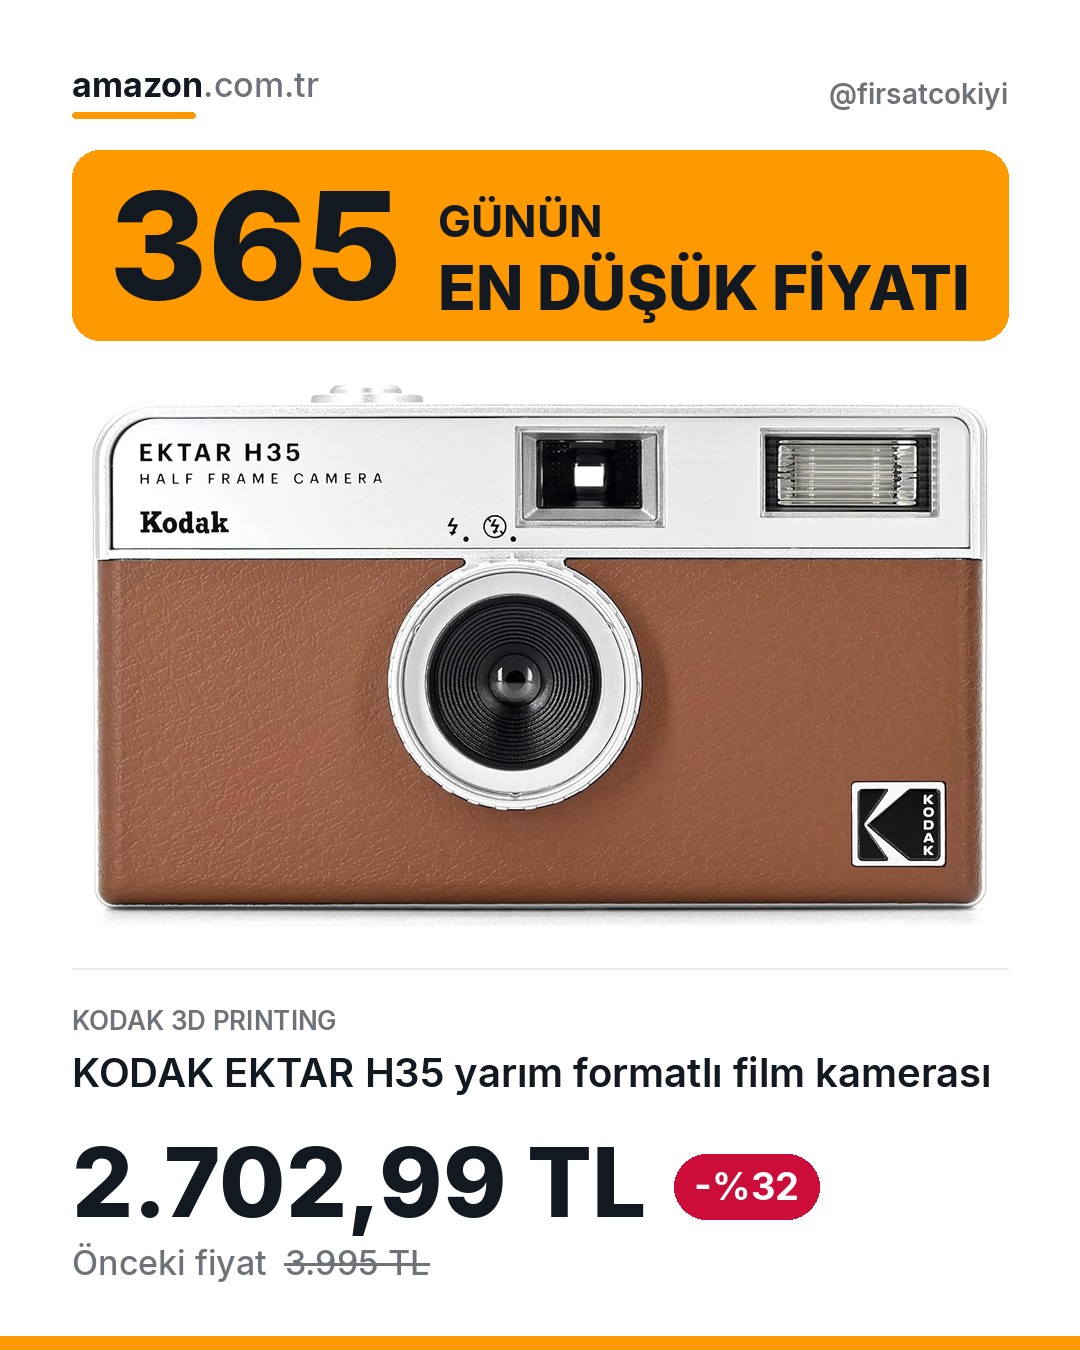 amazon.com.tr
@firsatcokiyi
365
GÜNÜN
EN DÜŞÜK FİYATI
EKTAR H35
HALF FRAME CAMERA
Kodak
KODAK
KODAK 3D PRINTING
KODAK EKTAR H35 yarım formatlı film kamerası
2.702,99 TL
-%32
Önceki fiyat 3.995 TL